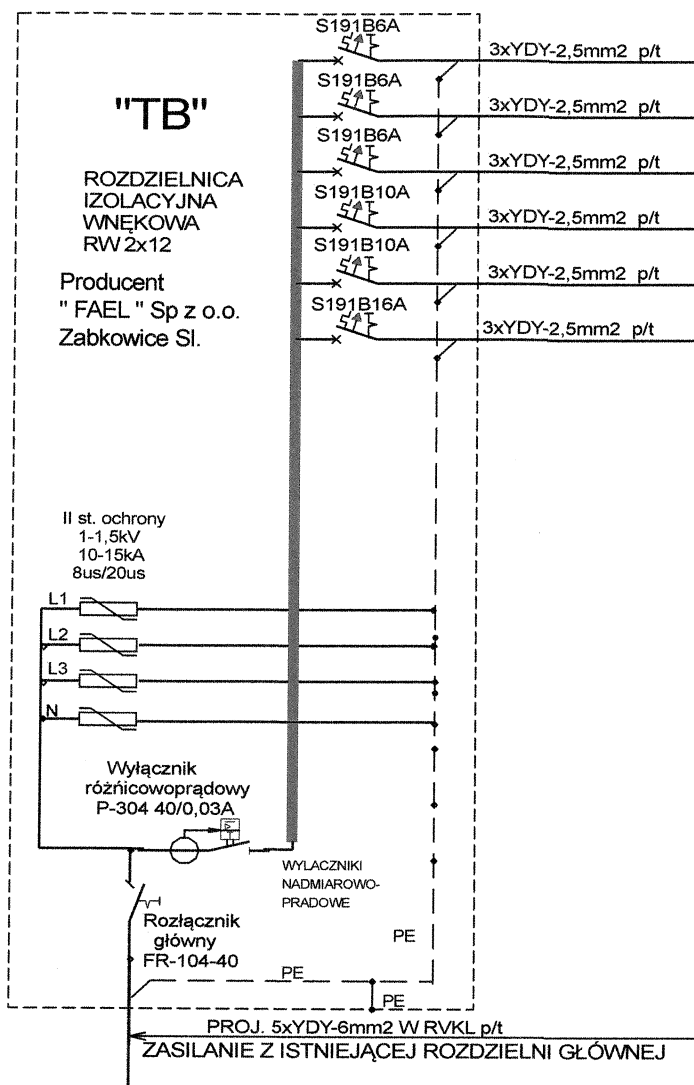 S191B6A
3xYDY-2,5mm2 p/t
"TB"
S191B6A
3xYDY-2,5mm2 p/t
S191B6A
3xYDY-2,5mm2 p/t
ROZDZIELNICA
IZOLACYJNA
WNĘKOWA
RW 2x12
S191B10A
3xYDY-2,5mm2 p/t
S191B10A
3xYDY-2,5mm2 p/t
Producent
" FAEL " Sp z o.o.
Zabkowice Sl.
S191B16A
3xYDY-2,5mm2 p/t
II st. ochrony
1-1,5kV
10-15kA
8us/20us
L1
L2
L3
N
Wyłącznik
różńicowoprądowy
P-304 40/0,03A
WYLACZNIKI
NADMIAROWO-
PRADOWE
Rozłącznik
główny
FR-104-40
PE
PE
PE
PROJ. 5xYDY-6mm2 W RVKL p/t
ZASILANIE Z ISTNIEJĄCEJ ROZDZIELNI GŁÓWNEJ